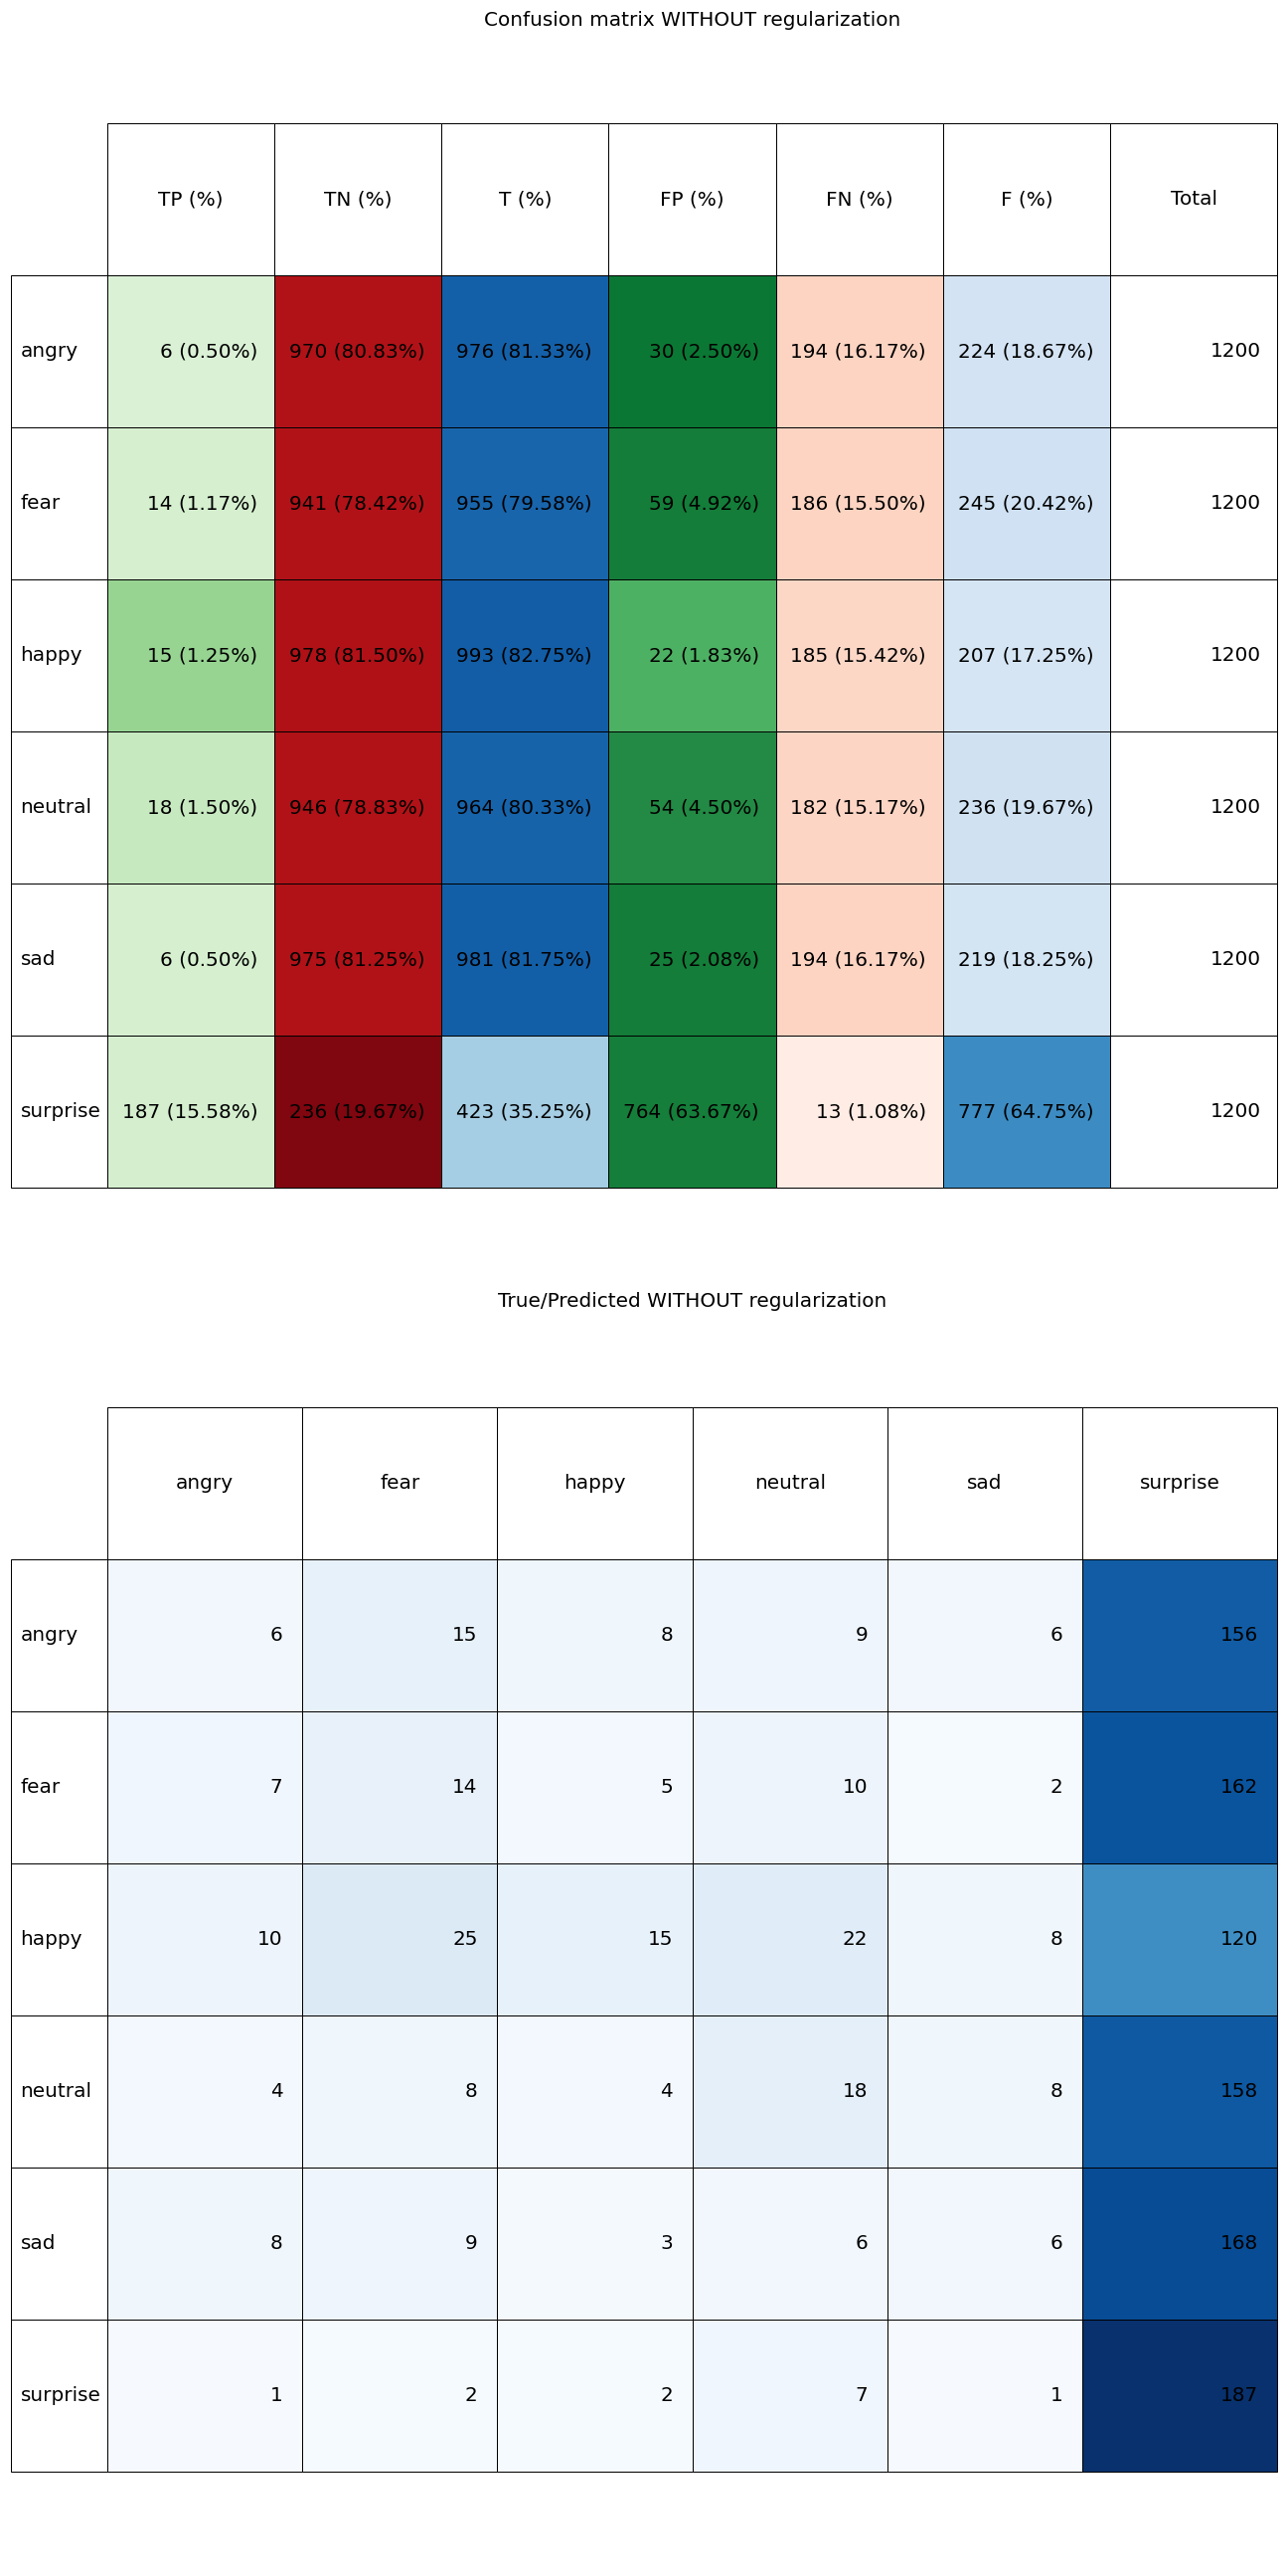 Confusion matrix WITHOUT regularization
TP (%) TN (%) T (%) FP (%) FN (%) F (%) Total
angry 6 (0.50%) 970 (80.83%) 976 (81.33%) 30 (2.50%) 194 (16.17%) 224 (18.67%) 1200
fear 14 (1.17%) 941 (78.42%) 955 (79.58%) 59 (4.92%) 186 (15.50%) 245 (20.42%) 1200
happy 15 (1.25%) 978 (81.50%) 993 (82.75%) 22 (1.83%) 185 (15.42%) 207 (17.25%) 1200
neutral 18 (1.50%) 946 (78.83%) 964 (80.33%) 54 (4.50%) 182 (15.17%) 236 (19.67%) 1200
sad 6 (0.50%) 975 (81.25%) 981 (81.75%) 25 (2.08%) 194 (16.17%) 219 (18.25%) 1200
surprise 187 (15.58%) 236 (19.67%) 423 (35.25%) 764 (63.67%) 13 (1.08%) 777 (64.75%) 1200
True/Predicted WITHOUT regularization
angry fear happy neutral sad surprise
angry 6 15 8 9 6 156
fear 7 14 5 10 2 162
happy 10 25 15 22 8 120
neutral 4 8 4 18 8 158
sad 8 9 3 6 6 168
surprise 1 2 2 7 1 187